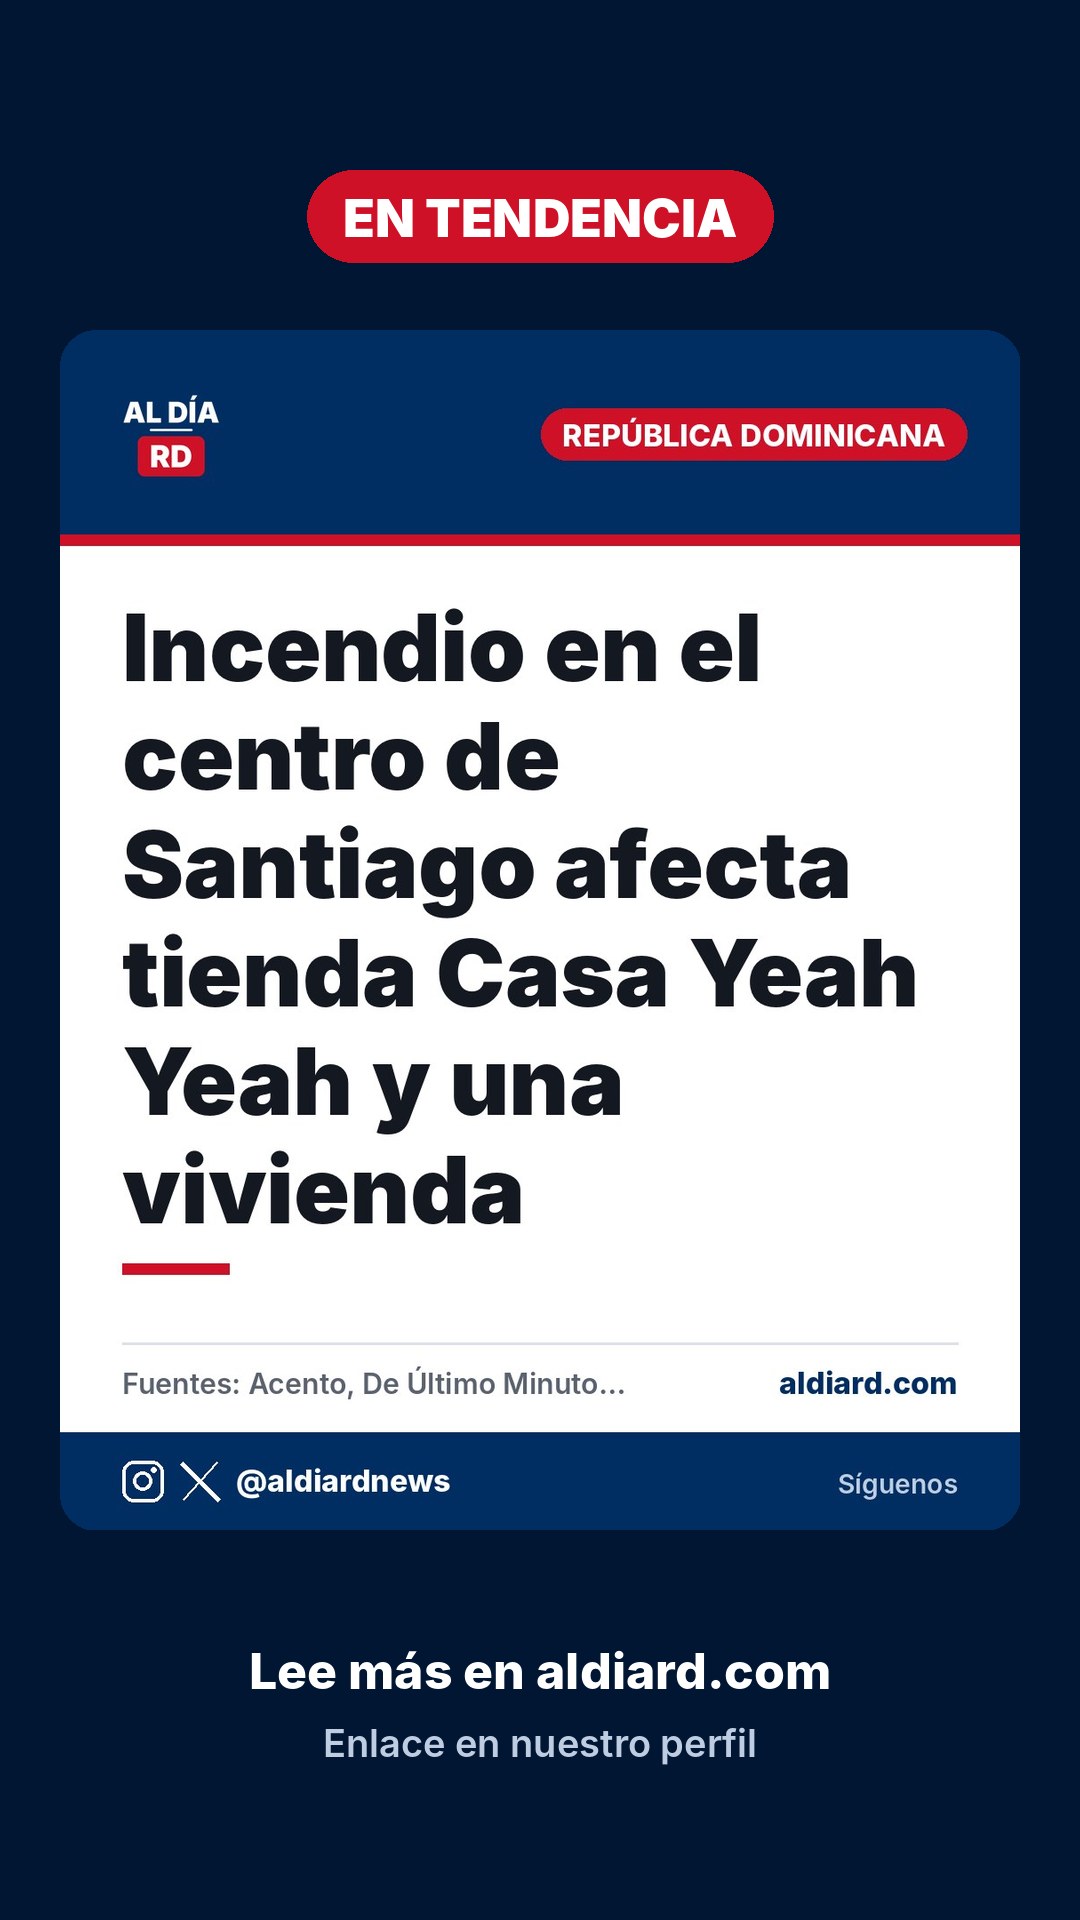 EN TENDENCIA
AL DÍA
RD
REPÚBLICA DOMINICANA
Incendio en el
centro de
Santiago afecta
tienda Casa Yeah
Yeah y una
vivienda
Fuentes: Acento, De Último Minuto...
aldiard.com
@aldiardnews
Síguenos
Lee más en aldiard.com
Enlace en nuestro perfil